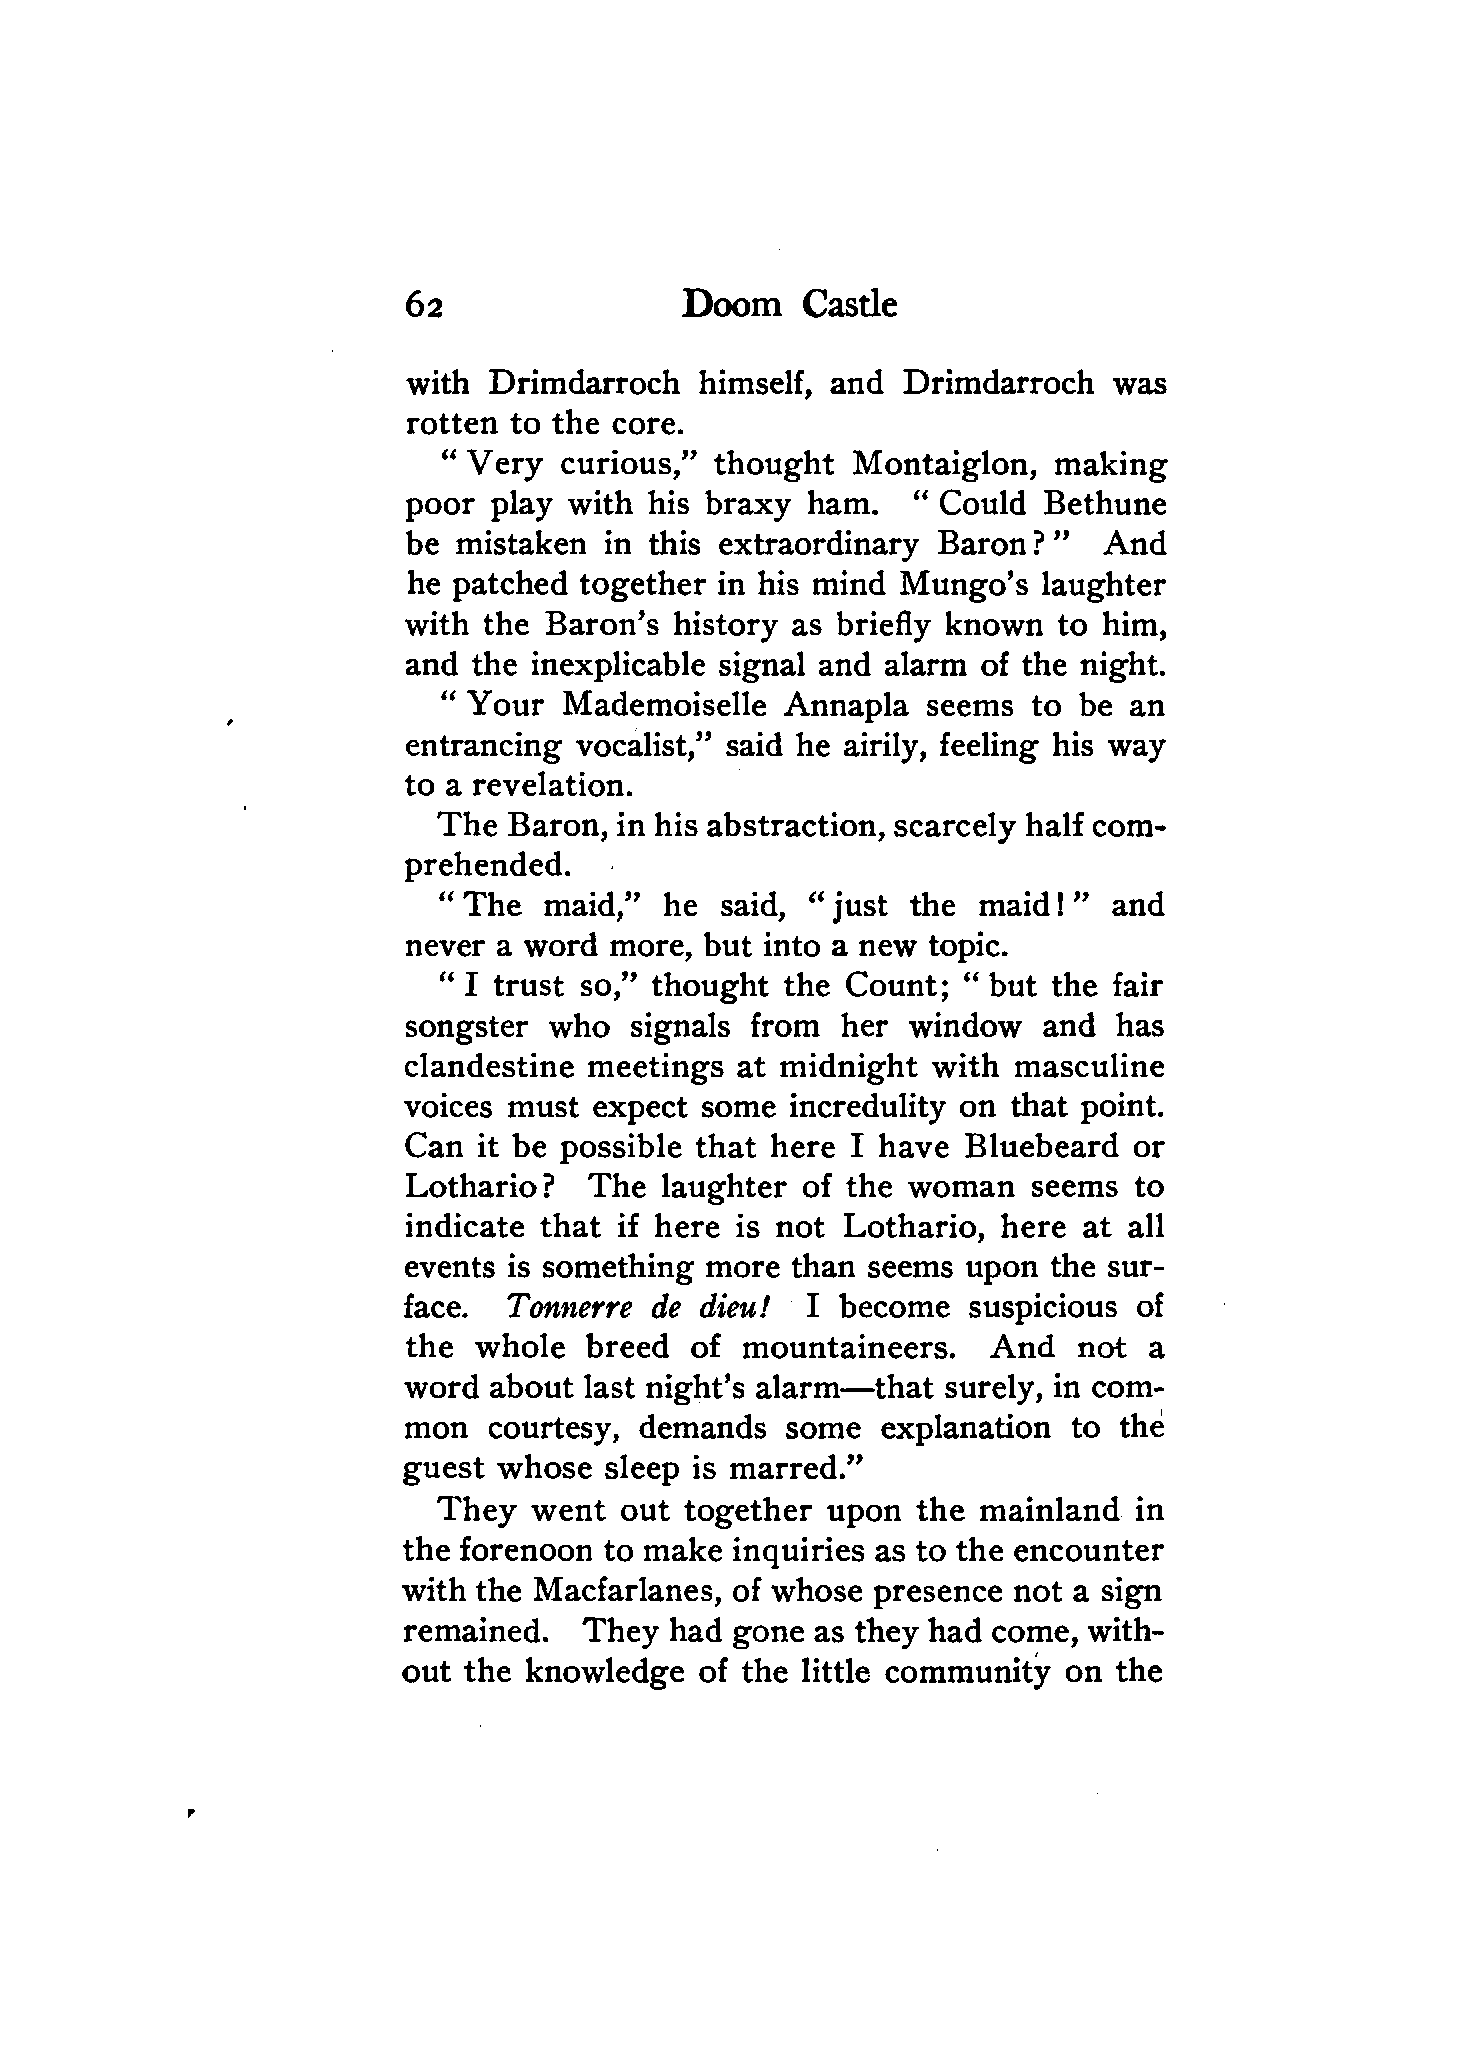 62 Doom Castle
with Drimdarroch himself, and Drimdarroch was
rotten to the core.
“ Very curious,” thought Montaiglon, making
poor play with his braxy ham. “ Could Bethune
be mistaken in this extraordinary Baron? ” And
he patched together in his mind Mungo’s laughter
with the Baron’s history as briefly known to him,
and the inexplicable signal and alarm of the night.
“ Your Mademoiselle Annapla seems to be an
entrancing vocalist,” said he airily, feeling his way
to a revelation.
The Baron, in his abstraction, scarcely half com-
prehended.
“ The maid,” he said, “ just the maid! ” and
never a word more, but into a new topic.
“ I trust so,” thought the Count; “ but the fair
songster who signals from her window and has
clandestine meetings at midnight with masculine
voices must expect some incredulity on that point.
Can it be possible that here I have Bluebeard or
Lothario? The laughter of the woman seems to
indicate that if here is not Lothario, here at all
events is something more than seems upon the sur-
face. Tonnerre de dieu! I become suspicious of
the whole breed of mountaineers. And not a
word about last night’s alarm—that surely, in com-
mon courtesy, demands some explanation to the
guest whose sleep is marred.”
They went out together upon the mainland in
the forenoon to make inquiries as to the encounter
with the Macfarlanes, of whose presence not a sign
remained. They had gone as they had come, with-
out the knowledge of the little community on the